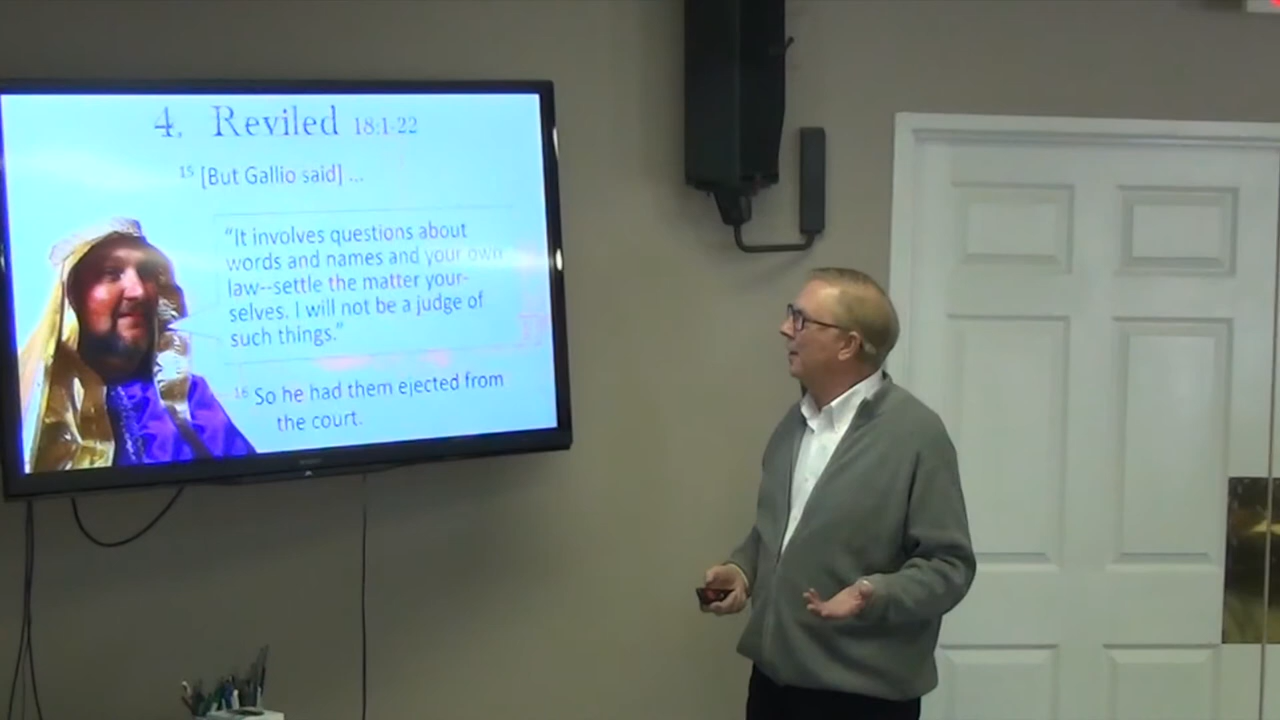 4. Reviled 18:1-22
15 [But Gallio said] ...
“It involves questions about
words and names and your own
law--settle the matter your-
selves. I will not be a judge of
such things.”
16 So he had them ejected from
the court.